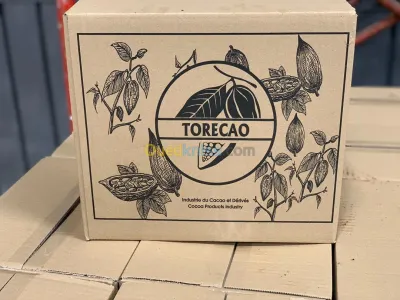 TORECAO
Industrie du Cacao et Dérivés
Cocoa Products Industry